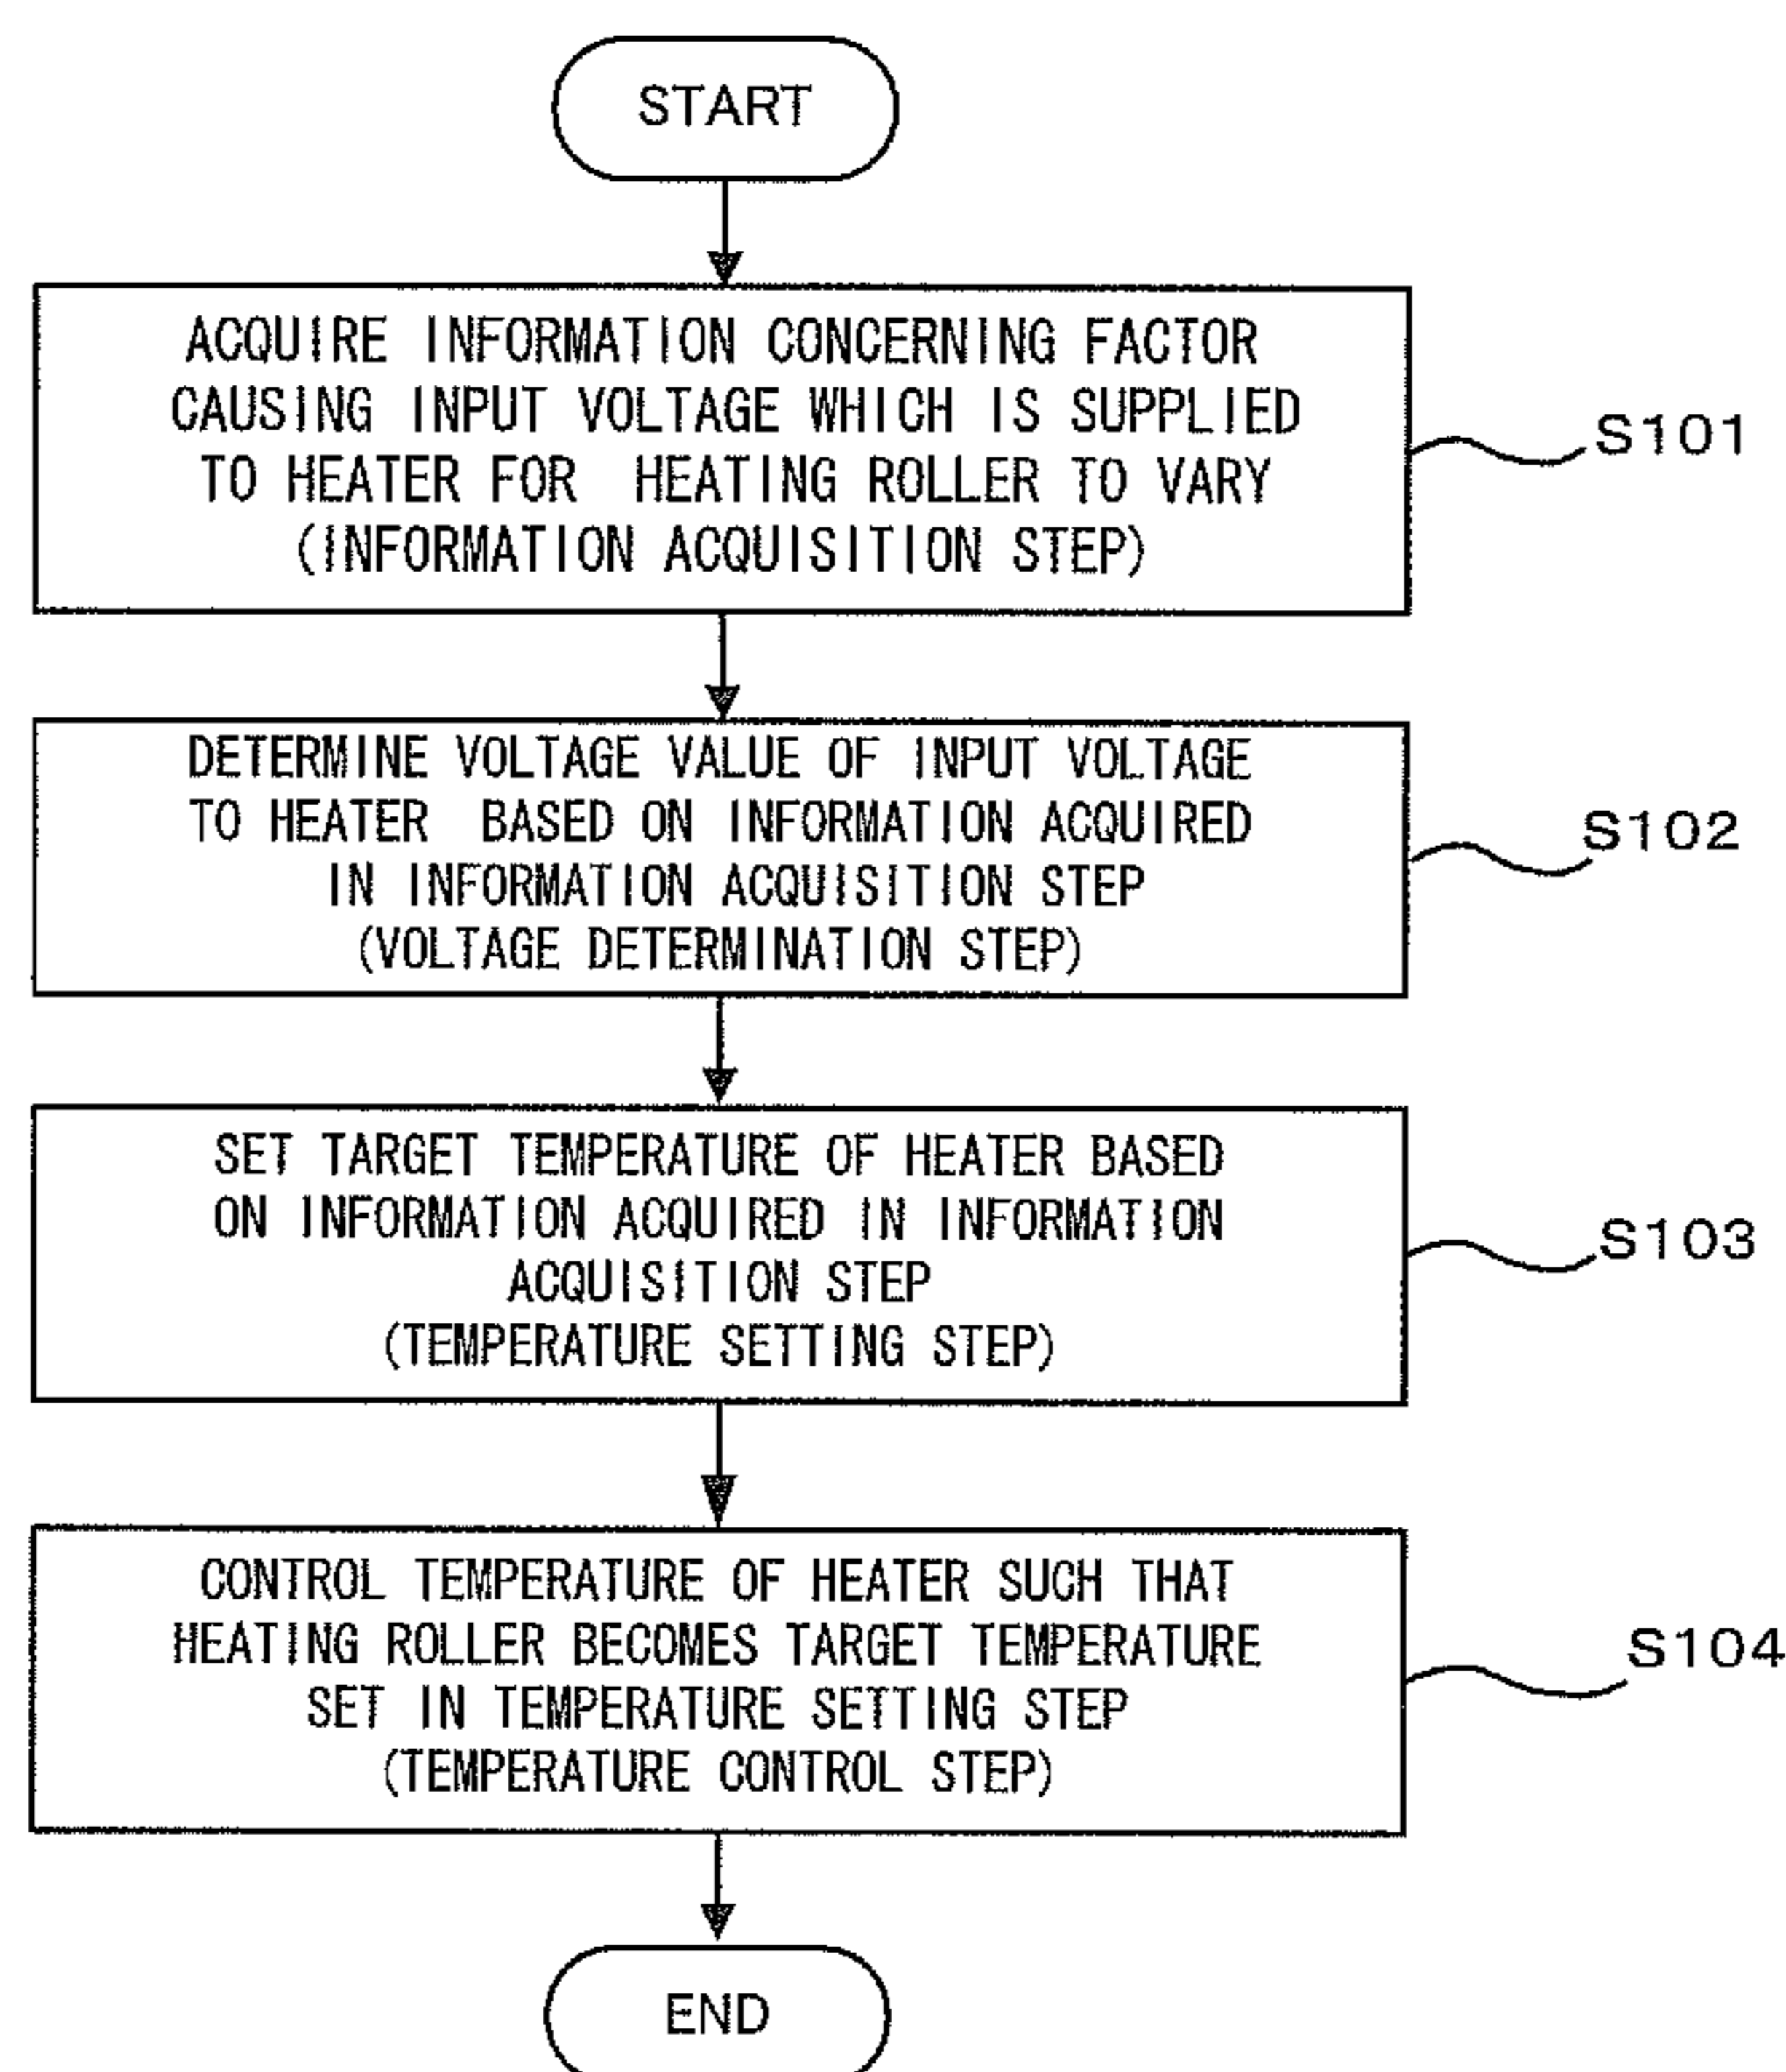 START
ACQUIRE INFORMATION CONCERNING FACTOR
CAUSING INPUT VOLTAGE WHICH IS SUPPLIED
TO HEATER FOR HEATING ROLLER TO VARY
(INFORMATION ACQUISITION STEP)
S101
DETERMINE VOLTAGE VALUE OF INPUT VOLTAGE
TO HEATER BASED ON INFORMATION ACQUIRED
IN INFORMATION ACQUISITION STEP
(VOLTAGE DETERMINATION STEP)
S102
SET TARGET TEMPERATURE OF HEATER BASED
ON INFORMATION ACQUIRED IN INFORMATION
ACQUISITION STEP
(TEMPERATURE SETTING STEP)
S103
CONTROL TEMPERATURE OF HEATER SUCH THAT
HEATING ROLLER BECOMES TARGET TEMPERATURE
SET IN TEMPERATURE SETTING STEP
(TEMPERATURE CONTROL STEP)
S104
END